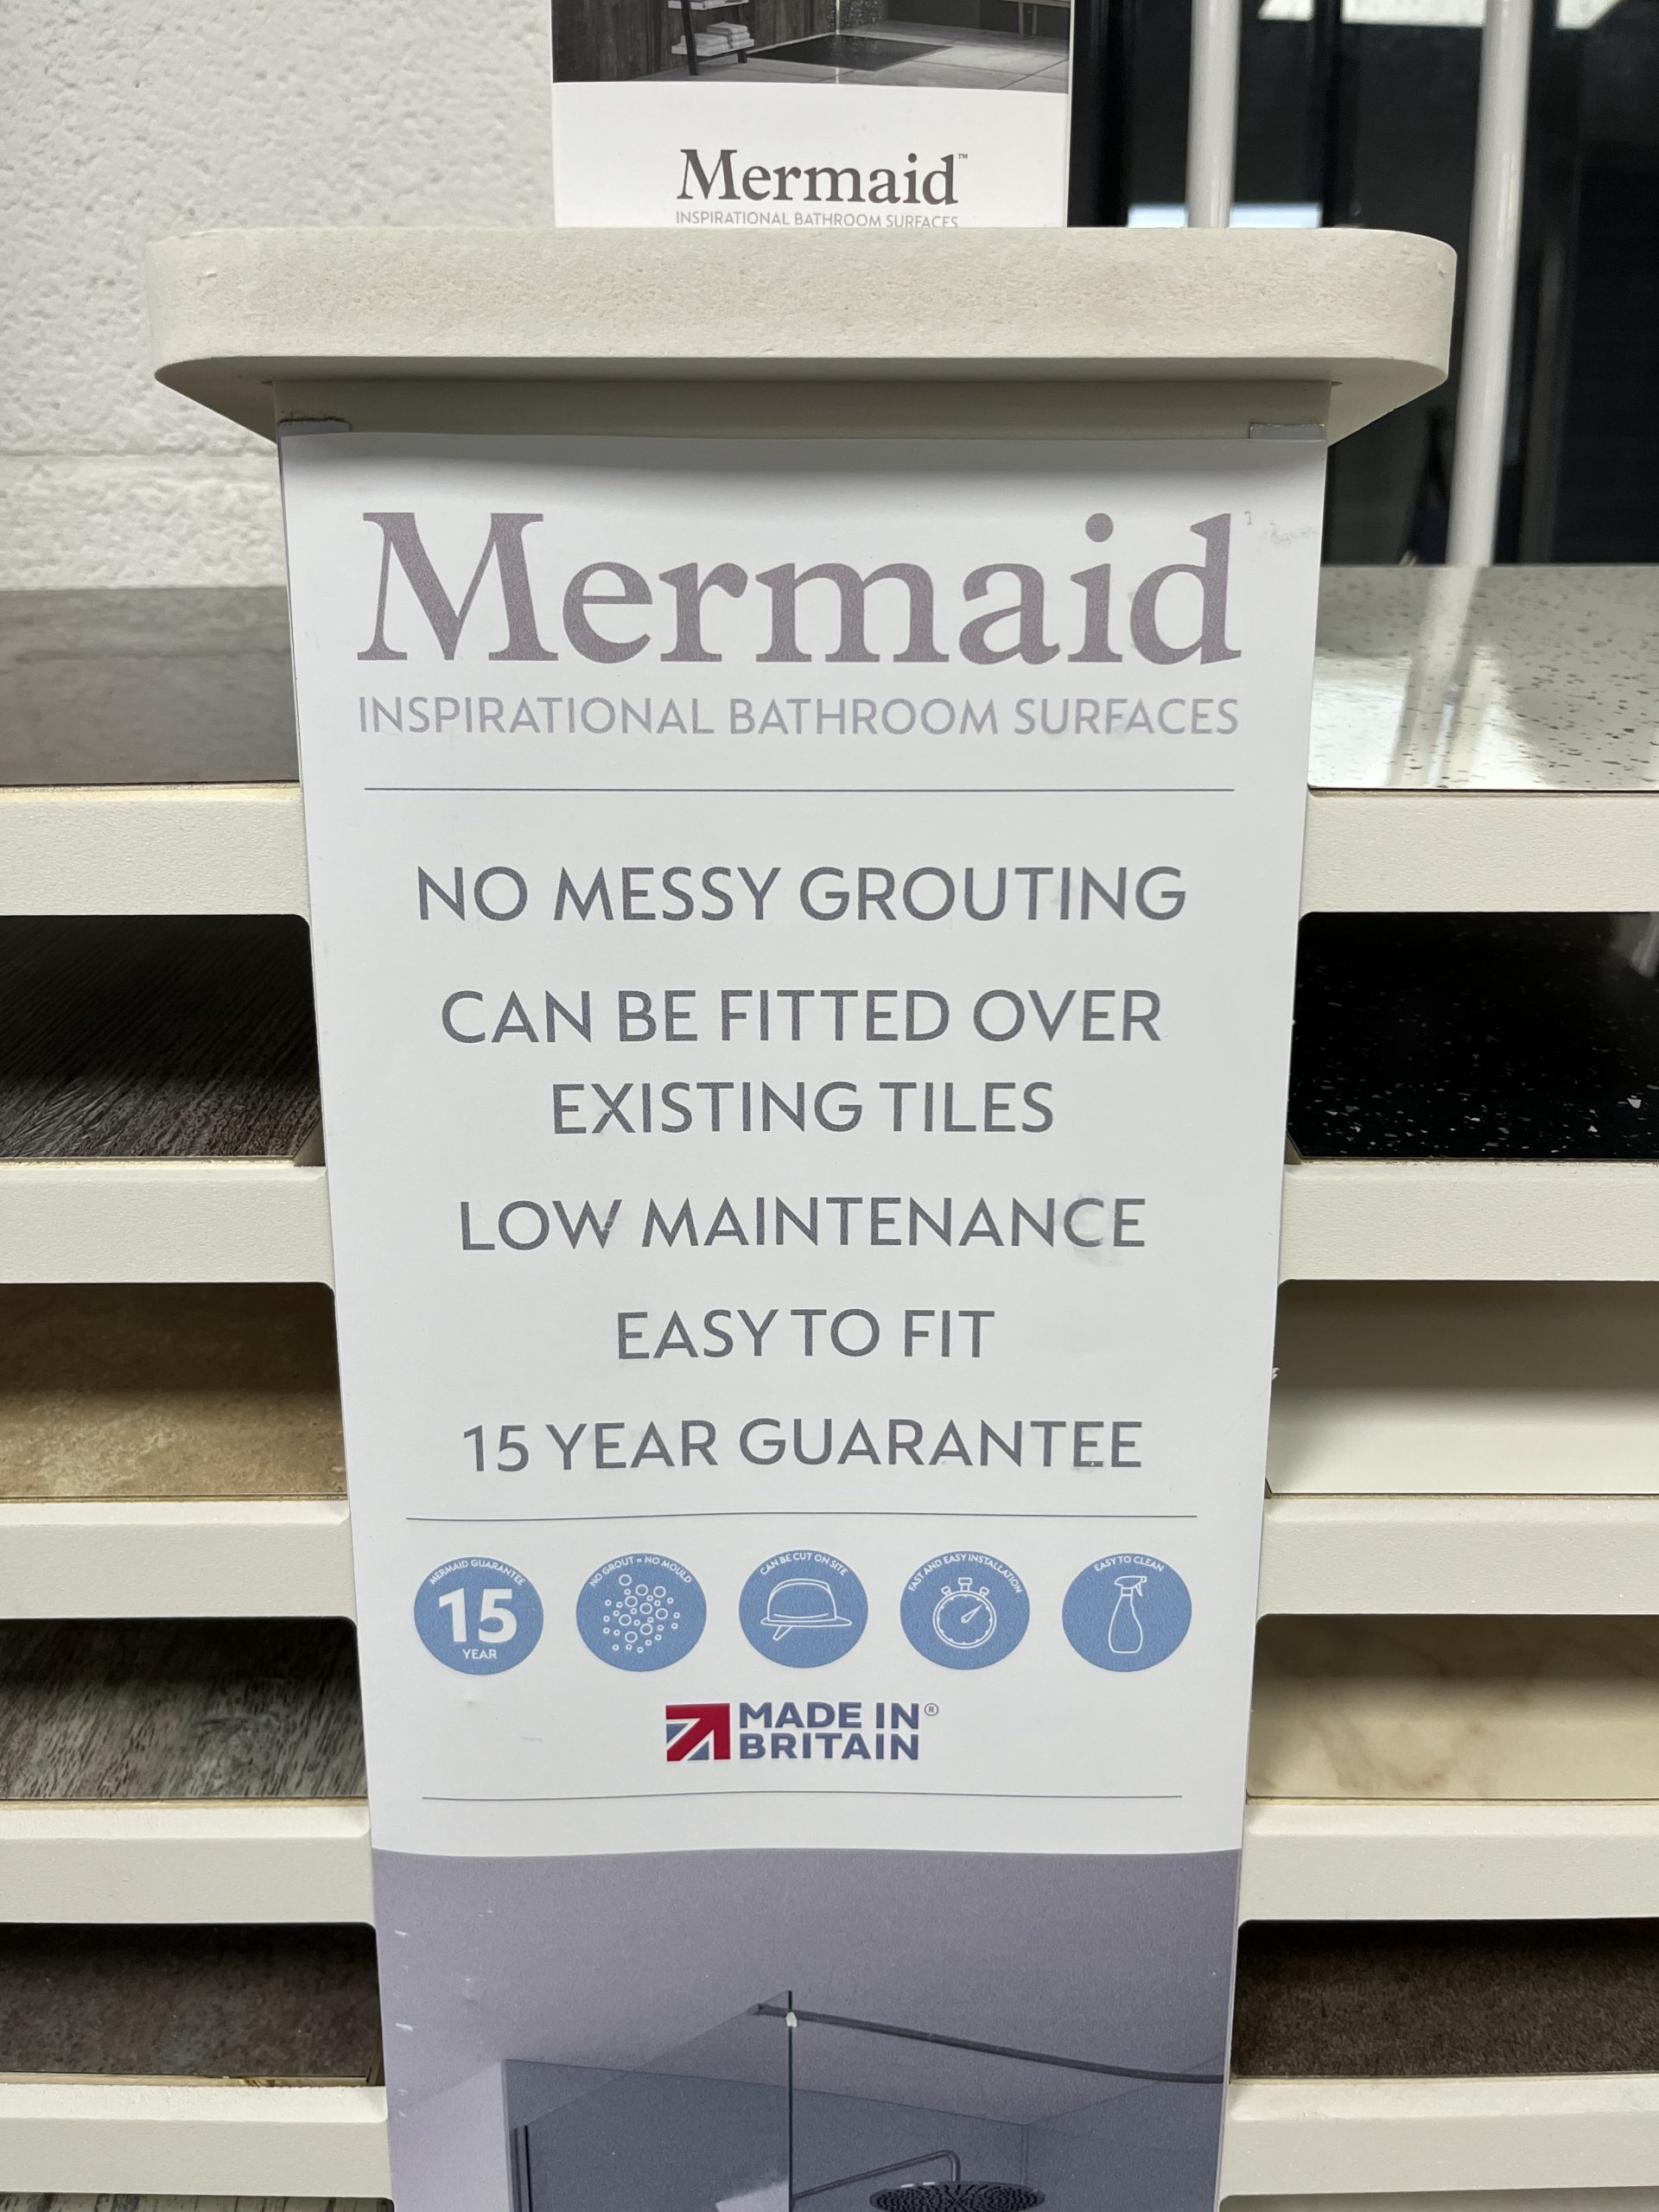 Mermaid™
INSPIRATIONAL BATHROOM SURFACES
Mermaid
INSPIRATIONAL BATHROOM SURFACES
NO MESSY GROUTING
CAN BE FITTED OVER
EXISTING TILES
LOW MAINTENANCE
EASY TO FIT
15 YEAR GUARANTEE
MERMAID GUARANTEE
15
YEAR
NO GROUT = NO MOULD
CAN BE CUT ON SITE
FAST AND EASY INSTALLATION
EASY TO CLEAN
MADE IN®
BRITAIN